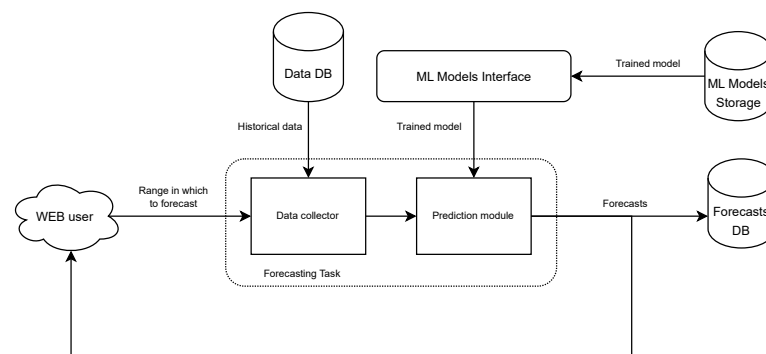 Data DB
ML Models Interface
Trained model
ML Models
Storage
Historical data
Trained model
WEB user
Range in which
to forecast
Data collector
Prediction module
Forecasts
Forecasts
DB
Forecasting Task